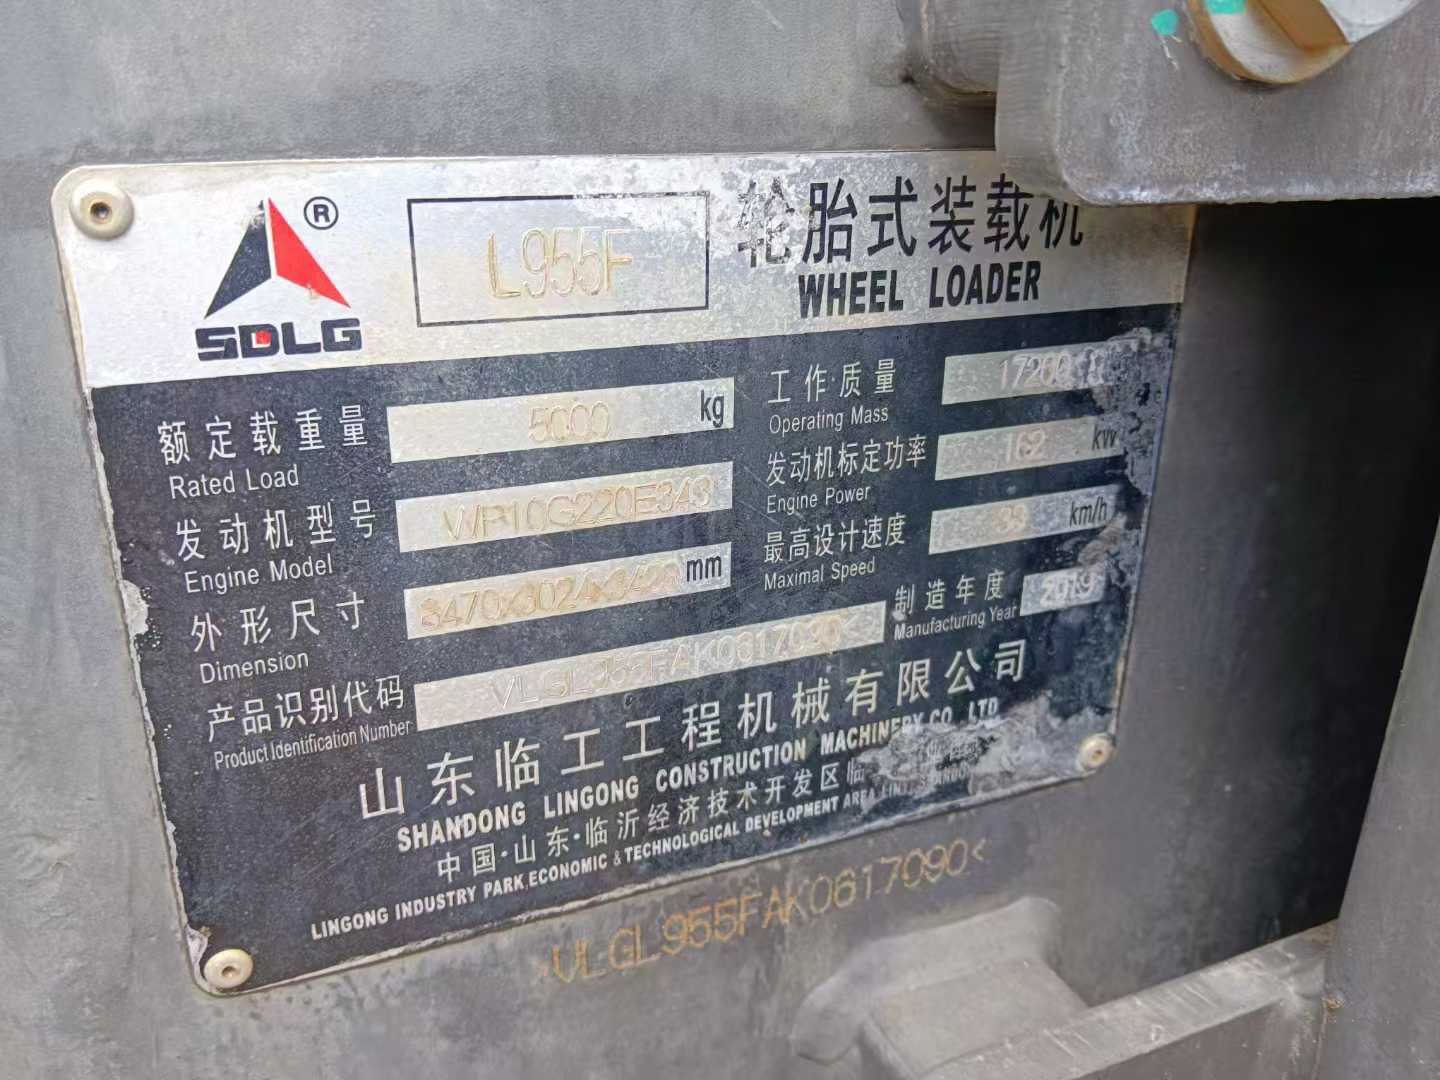 SDLG ®
L955F
轮胎式装载机
WHEEL LOADER
额定载重量 5000 kg
Rated Load
工作质量 17200
Operating Mass
发动机型号 WP10G220E343
Engine Model
发动机标定功率 162 kW
Engine Power
外形尺寸 8470x3024x342 mm
Dimension
最高设计速度 km/h
Maximal Speed
产品识别代码 VLGL955FAK0617090<
Product Identification Number
制造年度 2019
Manufacturing Year
山东临工工程机械有限公司
SHANDONG LINGONG CONSTRUCTION MACHINERY CO. LTD
中国·山东·临沂经济技术开发区临
LINGONG INDUSTRY PARK, ECONOMIC & TECHNOLOGICAL DEVELOPMENT AREA LINYI SHANDONG
VLGL955FAK0617090<